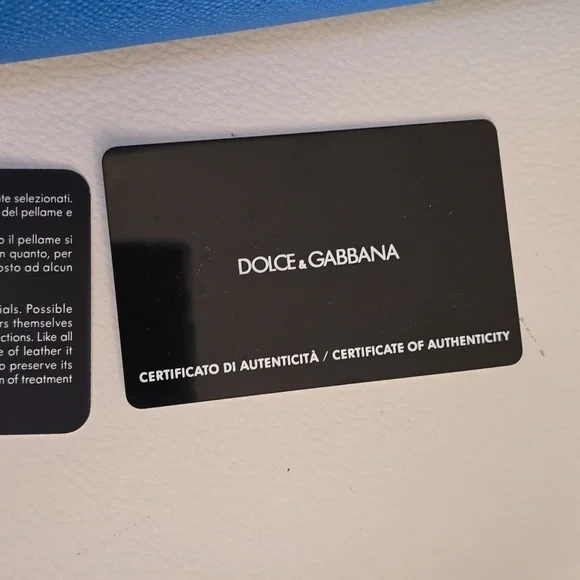 te selezionati.
del pellame e
o il pellame si
n quanto, per
osto ad alcun
ials. Possible
rs themselves
ctions. Like all
e of leather it
o preserve its
n of treatment
DOLCE & GABBANA
CERTIFICATO DI AUTENTICITÀ / CERTIFICATE OF AUTHENTICITY